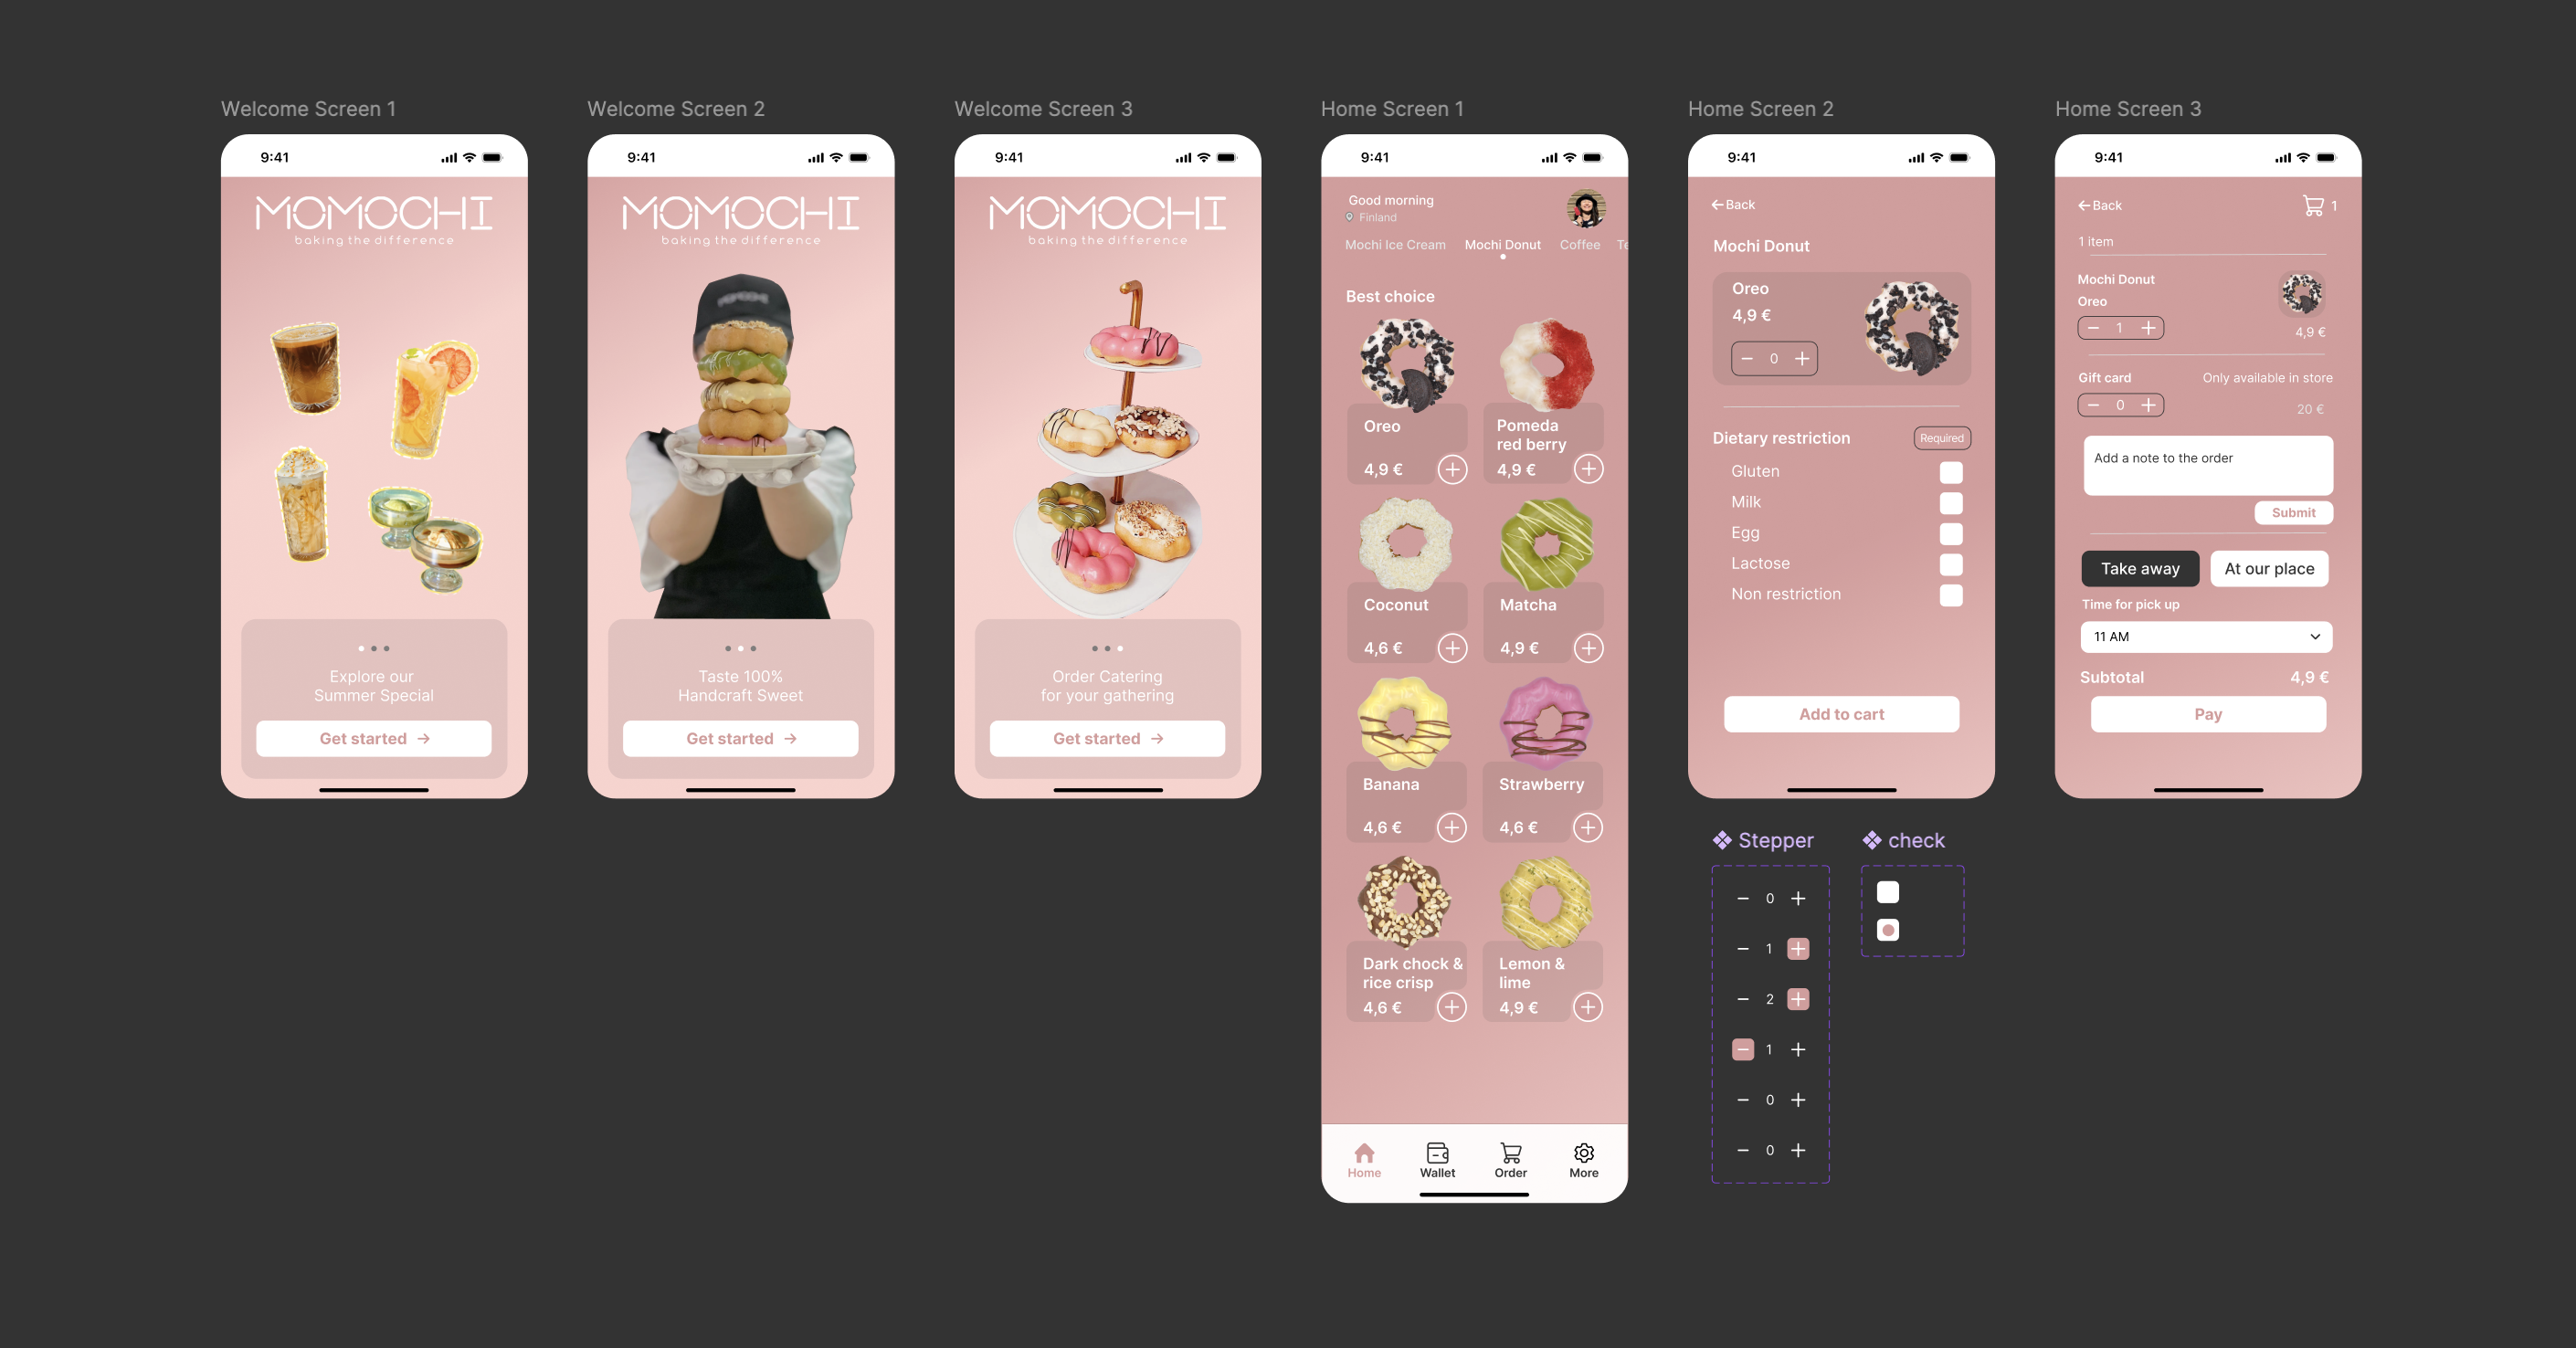 Welcome Screen 1
9:41
MOMOCHI
baking the difference
Explore our
Summer Special
Get started
Welcome Screen 2
9:41
MOMOCHI
baking the difference
Taste 100%
Handcraft Sweet
Get started
Welcome Screen 3
9:41
MOMOCHI
baking the difference
Order Catering
for your gathering
Get started
Home Screen 1
9:41
Good morning
Finland
Mochi Ice Cream Mochi Donut Coffee Te
Best choice
Oreo
4,9 €
Pomeda
red berry
4,9 €
Coconut
4,6 €
Matcha
4,9 €
Banana
4,6 €
Strawberry
4,6 €
Dark chock &
rice crisp
4,6 €
Lemon &
lime
4,9 €
Home Wallet Order More
Home Screen 2
9:41
Back
Mochi Donut
Oreo
4,9 €
− 0 +
Dietary restriction Required
Gluten
Milk
Egg
Lactose
Non restriction
Add to cart
Stepper
− 0 +
− 1 +
− 2 +
− 1 +
− 0 +
− 0 +
check
Home Screen 3
9:41
Back 1
1 item
Mochi Donut
Oreo
− 1 + 4,9 €
Gift card Only available in store
− 0 + 20 €
Add a note to the order
Submit
Take away At our place
Time for pick up
11 AM
Subtotal 4,9 €
Pay